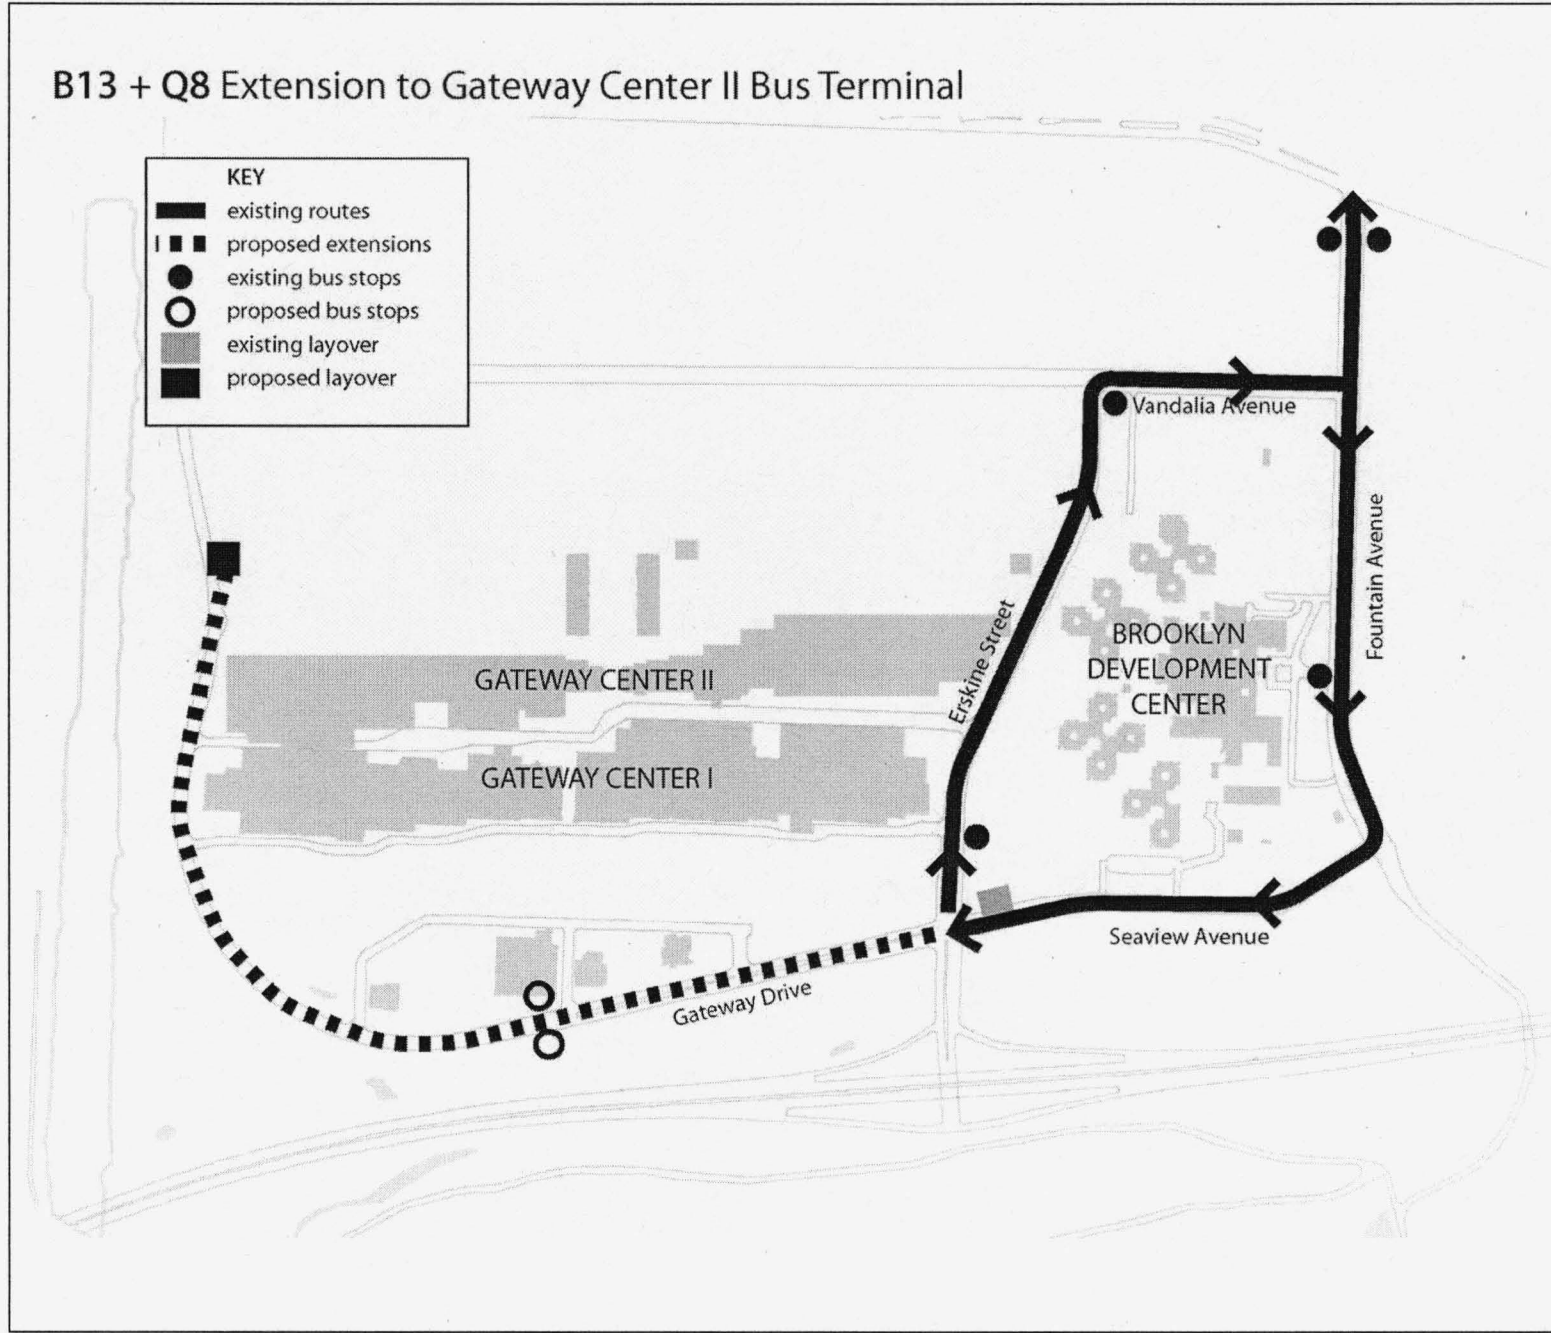 B13 + Q8 Extension to Gateway Center II Bus Terminal
KEY
existing routes
proposed extensions
existing bus stops
proposed bus stops
existing layover
proposed layover
Vandalia Avenue
Fountain Avenue
Erskine Street
BROOKLYN
DEVELOPMENT
CENTER
GATEWAY CENTER II
GATEWAY CENTER I
Seaview Avenue
Gateway Drive